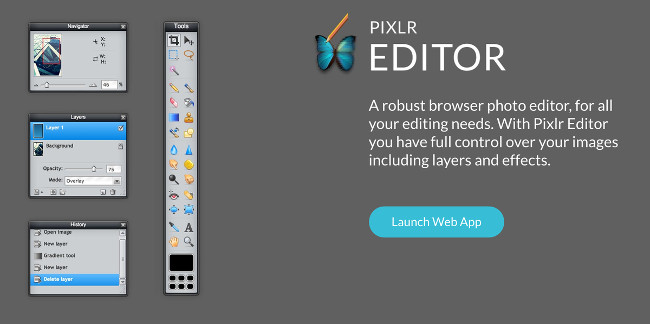 Navigator
X:
Y:
W:
H:
46 %
Layers
Layer 1
Background
Opacity: 75
Mode: Overlay
History
Open image
New layer
Gradient tool
New layer
Delete layer
Tools
A
PIXLR
EDITOR
A robust browser photo editor, for all
your editing needs. With Pixlr Editor
you have full control over your images
including layers and effects.
Launch Web App